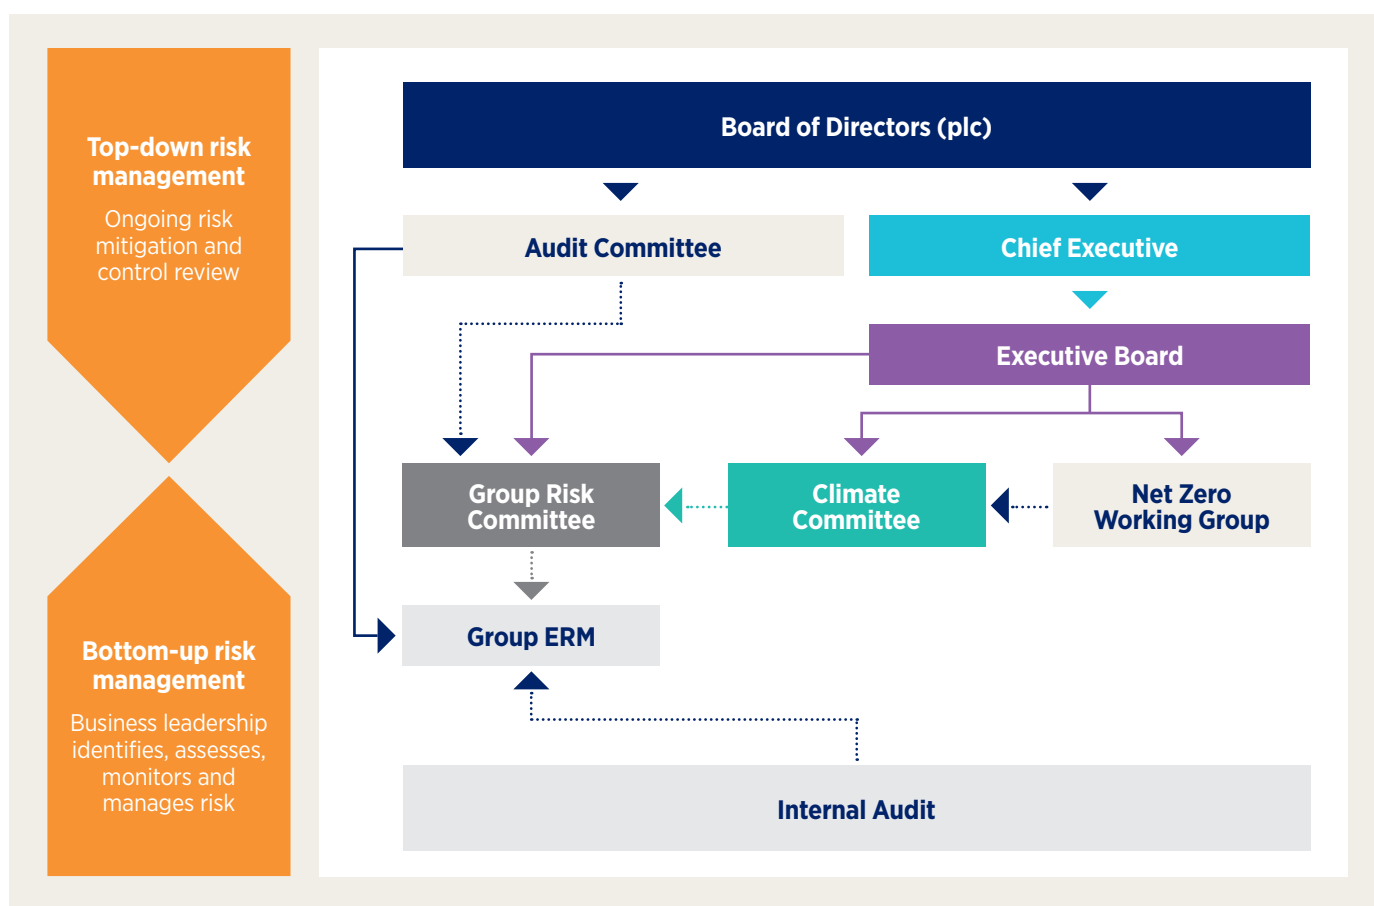 Top-down risk
management
Ongoing risk
mitigation and
control review
Bottom-up risk
management
Business leadership
identifies, assesses,
monitors and
manages risk
Board of Directors (plc)
Audit Committee
Chief Executive
Executive Board
Group Risk
Committee
Climate
Committee
Net Zero
Working Group
Group ERM
Internal Audit